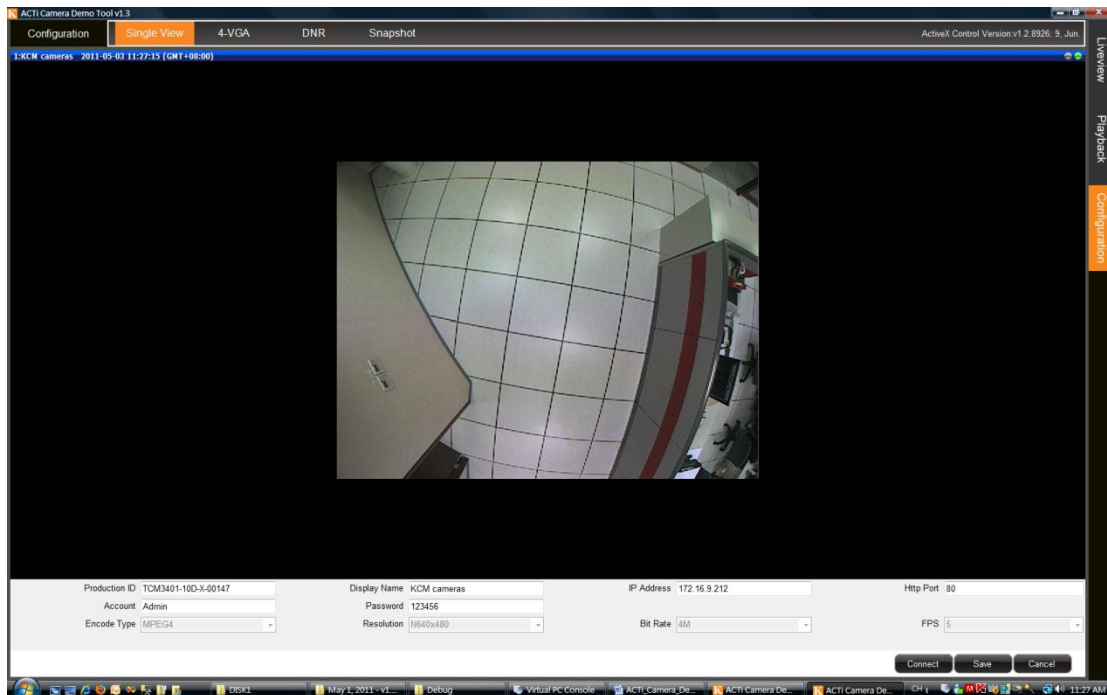 ACTi Camera Demo Tool v1.3
Configuration Single View 4-VGA DNR Snapshot ActiveX Control Version:v1.2.8926: 9, Jun.
1:KCM cameras 2011-05-03 11:27:15 (GMT+08:00)
Liveview
Playback
Configuration
Production ID TCM3401-10D-X-00147 Display Name KCM cameras IP Address 172.16.9.212 Http Port 80
Account Admin Password 123456
Encode Type MPEG4 Resolution N640x480 Bit Rate 4M FPS 5
Connect Save Cancel
DISK1 May 1, 2011 - v1... Debug Virtual PC Console ACTi_Camera_De... ACTi Camera De... ACTi Camera De... CH 11:27 AM